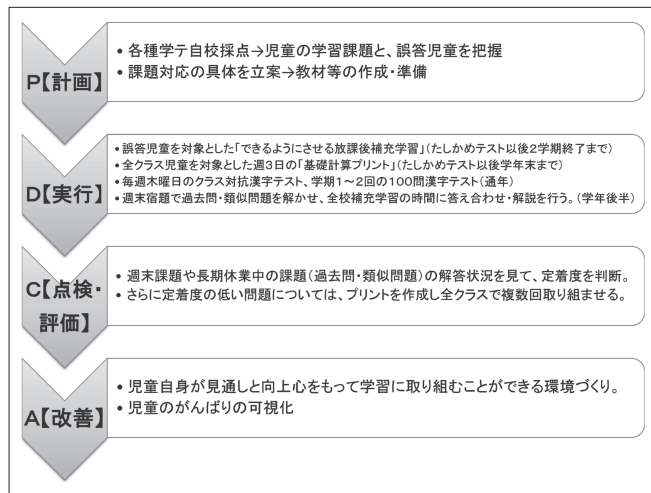 P【計画】
• 各種学テ自校採点→児童の学習課題と、誤答児童を把握
• 課題対応の具体を立案→教材等の作成・準備
D【実行】
• 誤答児童を対象とした「できるようにさせる放課後補充学習」(たしかめテスト以後2学期終了まで)
• 全クラス児童を対象とした週3日の「基礎計算プリント」(たしかめテスト以後学年末まで)
• 毎週木曜日のクラス対抗漢字テスト、学期1～2回の100問漢字テスト(通年)
• 週末宿題で過去問・類似問題を解かせ、全校補充学習の時間に答え合わせ・解説を行う。(学年後半)
C【点検・
評価】
• 週末課題や長期休業中の課題(過去問・類似問題)の解答状況を見て、定着度を判断。
• さらに定着度の低い問題については、プリントを作成し全クラスで複数回取り組ませる。
A【改善】
• 児童自身が見通しと向上心をもって学習に取り組むことができる環境づくり。
• 児童のがんばりの可視化